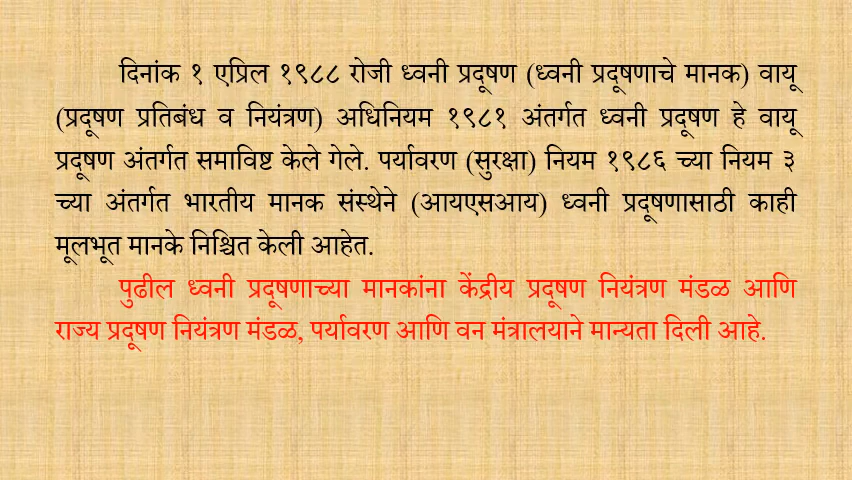 दिनांक १ एप्रिल १९८८ रोजी ध्वनी प्रदूषण (ध्वनी प्रदूषणाचे मानक) वायू
(प्रदूषण प्रतिबंध व नियंत्रण) अधिनियम १९८१ अंतर्गत ध्वनी प्रदूषण हे वायू
प्रदूषण अंतर्गत समाविष्ट केले गेले. पर्यावरण (सुरक्षा) नियम १९८६ च्या नियम ३
च्या अंतर्गत भारतीय मानक संस्थेने (आयएसआय) ध्वनी प्रदूषणासाठी काही
मूलभूत मानके निश्चित केली आहेत.
पुढील ध्वनी प्रदूषणाच्या मानकांना केंद्रीय प्रदूषण नियंत्रण मंडळ आणि
राज्य प्रदूषण नियंत्रण मंडळ, पर्यावरण आणि वन मंत्रालयाने मान्यता दिली आहे.